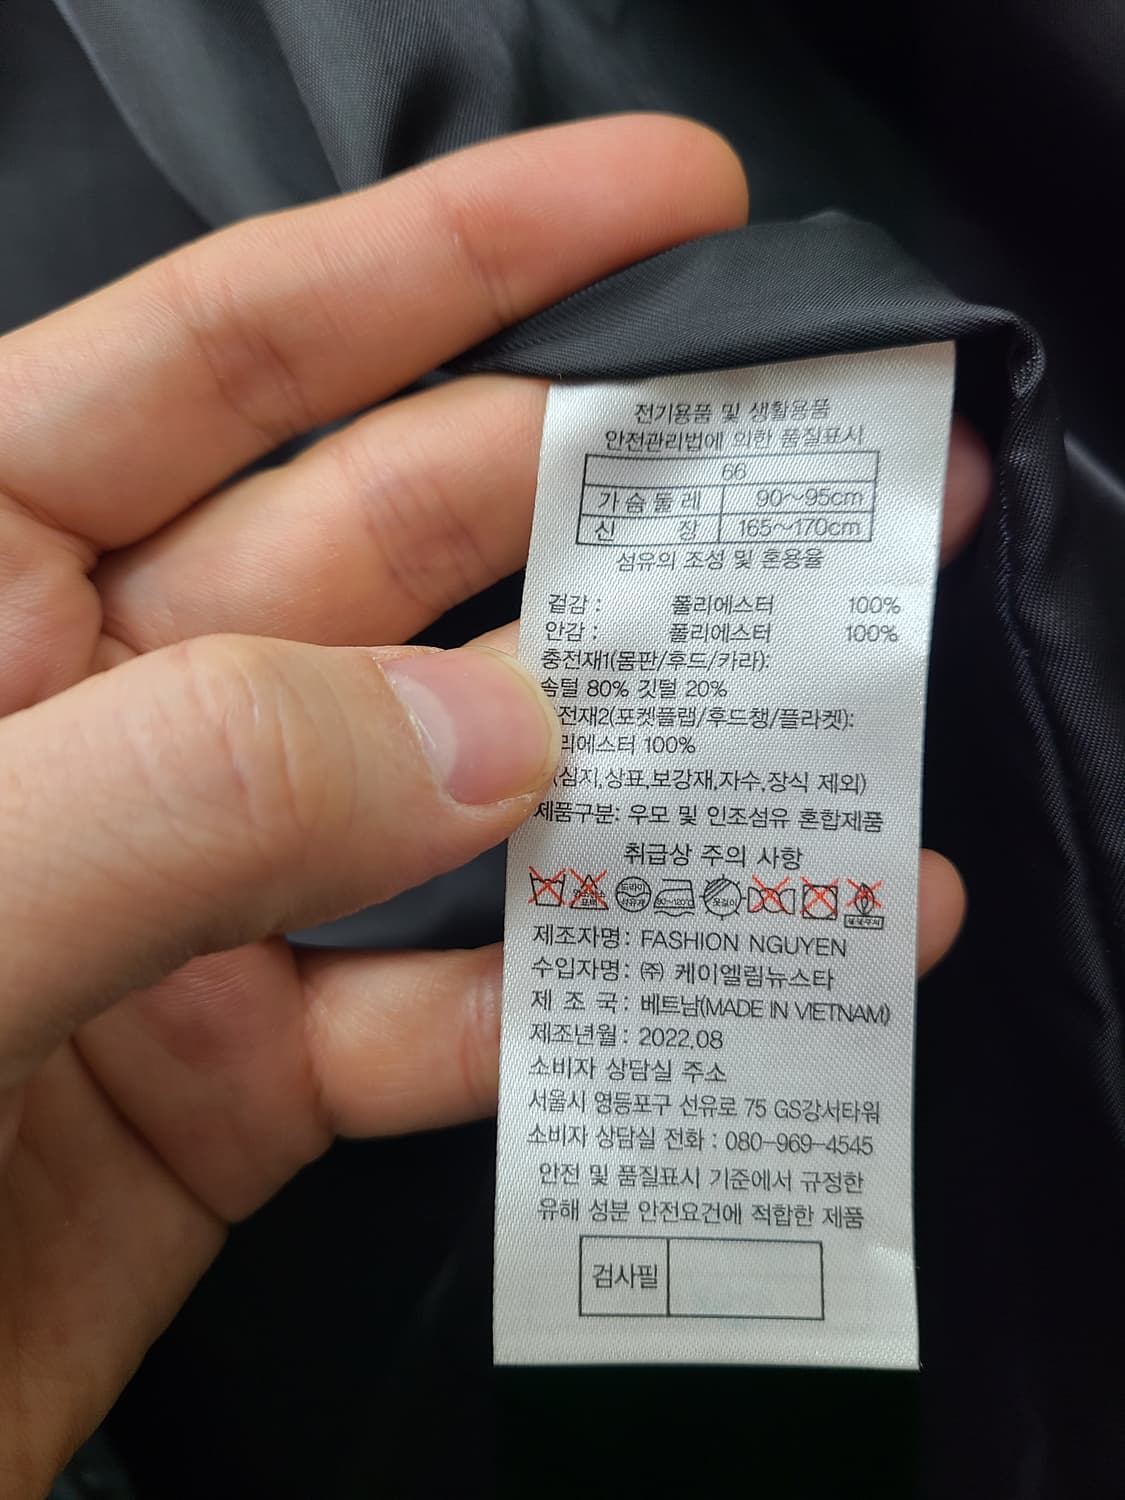 전기용품 및 생활용품
안전관리법에 의한 품질표시
66
가슴둘레 90~95cm
신 장 165~170cm
섬유의 조성 및 혼용율
겉감 : 폴리에스터 100%
안감 : 폴리에스터 100%
충전재1(몸판/후드/카라):
솜털 80% 깃털 20%
전재2(포켓플랩/후드챙/플라켓):
리에스터 100%
(심지,상표,보강재,자수,장식 제외)
제품구분: 우모 및 인조섬유 혼합제품
취급상 주의 사항
드라이
석유계
80~120℃
옷걸이
제조자명: FASHION NGUYEN
수입자명: ㈜ 케이엘림뉴스타
제 조 국: 베트남(MADE IN VIETNAM)
제조년월: 2022.08
소비자 상담실 주소
서울시 영등포구 선유로 75 GS강서타워
소비자 상담실 전화 : 080-969-4545
안전 및 품질표시 기준에서 규정한
유해 성분 안전요건에 적합한 제품
검사필